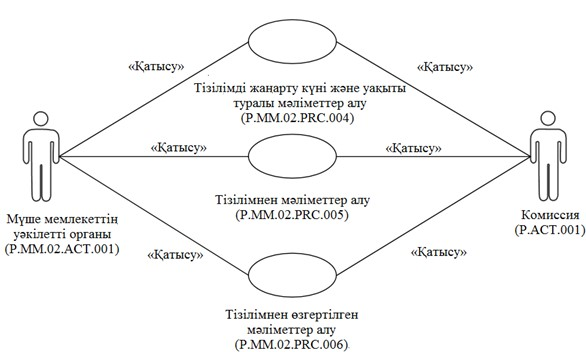 «Қатысу»
«Қатысу»
Тізілімді жанарту күні және уақыты
туралы мәліметтер алу
(P.MM.02.PRC.004)
«Қатысу»
«Қатысу»
Тізілімнен мәліметтер алу
(P.MM.02.PRC.005)
Мүше мемлекеттің
уәкілетті органы
(P.MM.02.ACT.001)
Комиссия
(P.ACT.001)
«Қатысу»
«Қатысу»
Тізілімнен өзгертілген
мәліметтер алу
(P.MM.02.PRC.006)